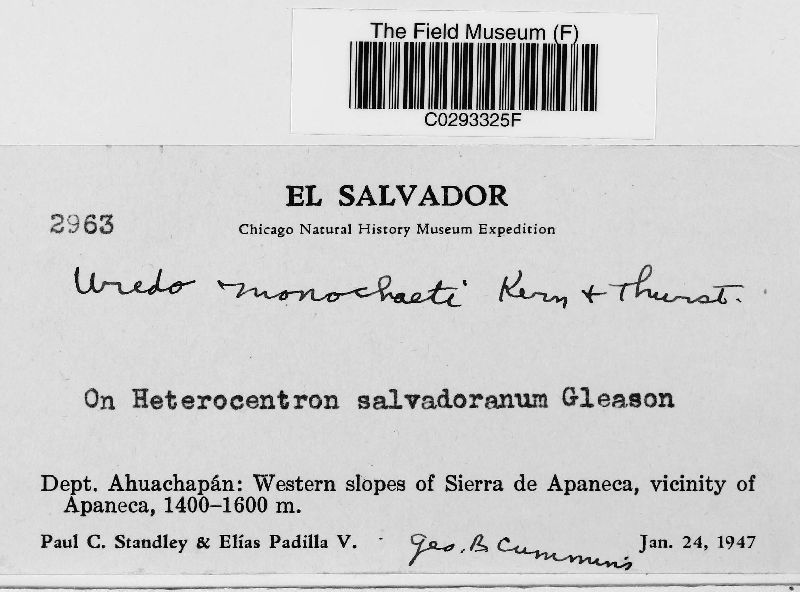 The Field Museum (F)
C0293325F
EL SALVADOR
2963
Chicago Natural History Museum Expedition
Uredo monochaeti Kern + Thurst.
On Heterocentron salvadoranum Gleason
Dept. Ahuachapán: Western slopes of Sierra de Apaneca, vicinity of
Apaneca, 1400–1600 m.
Paul C. Standley & Elías Padilla V. Geo. B Cummins Jan. 24, 1947